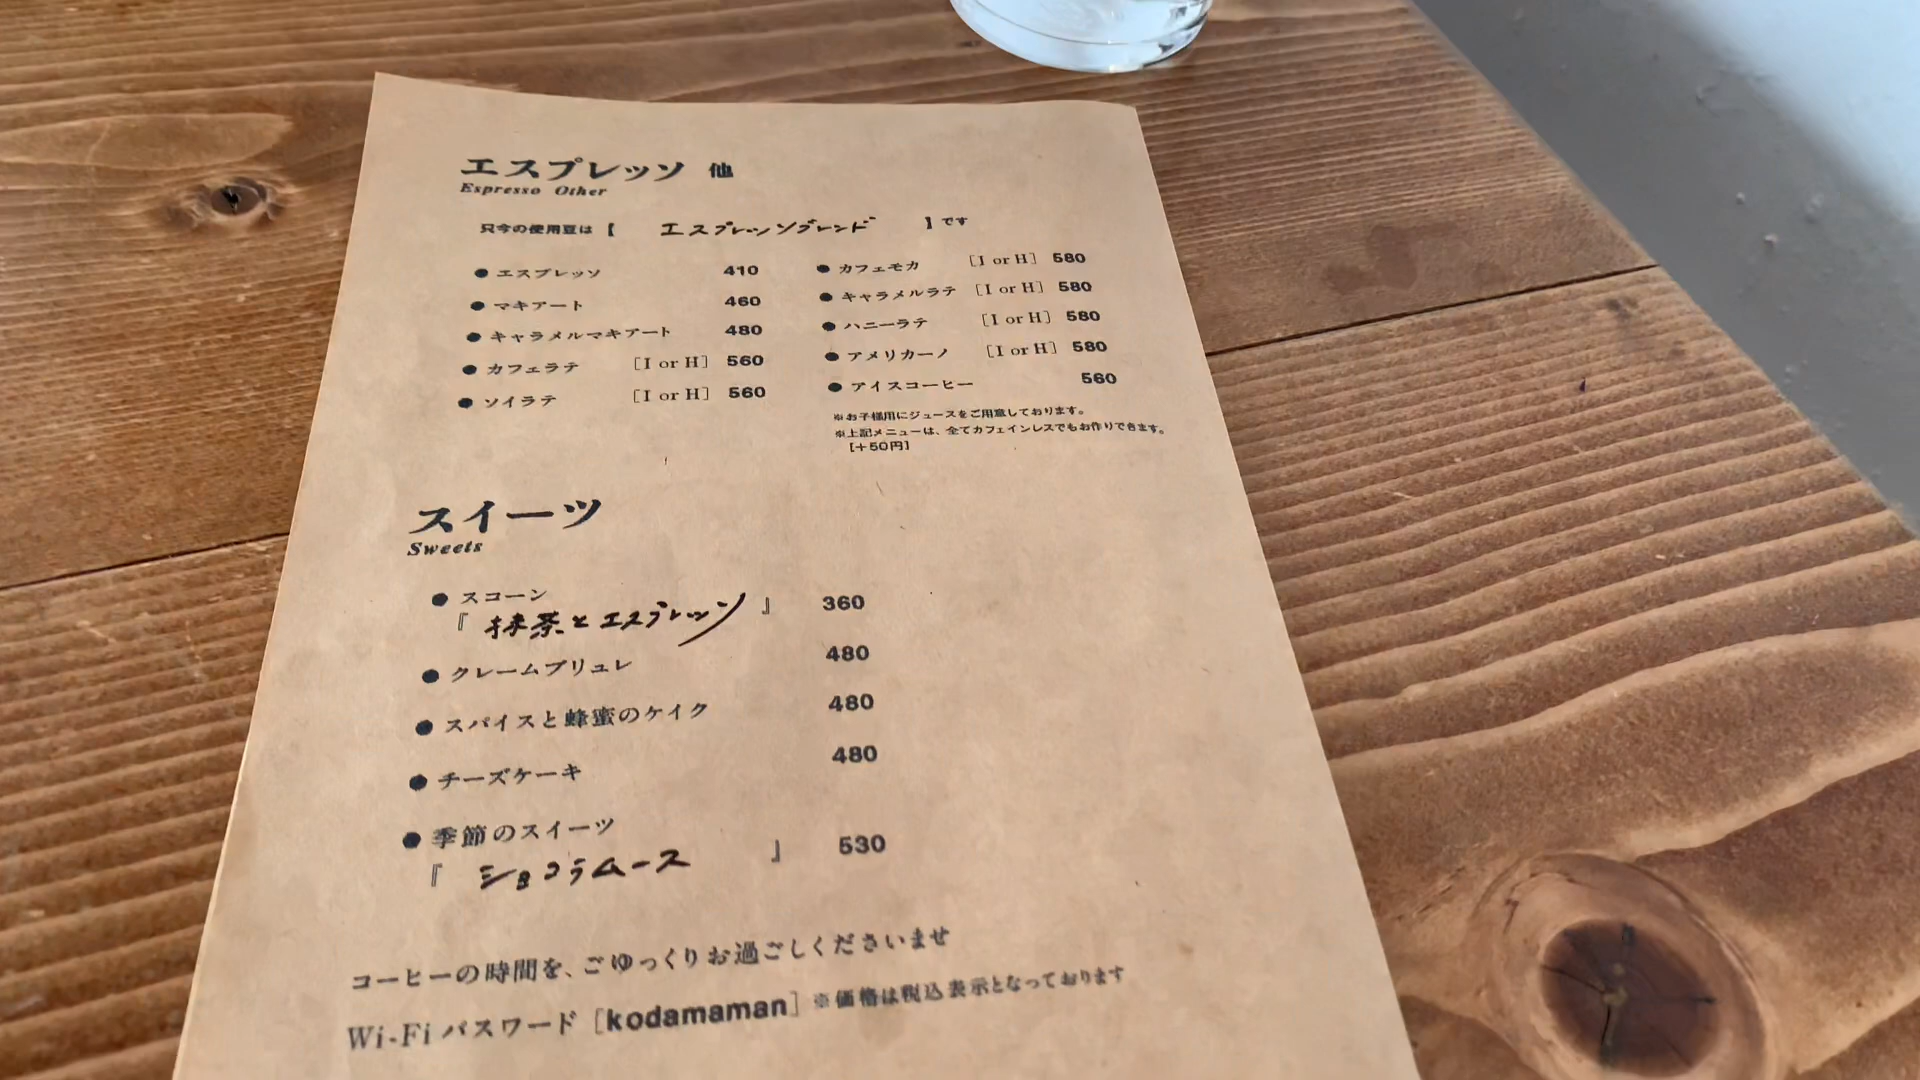 エスプレッソ 他
Espresso Other
只今の使用豆は【 エスプレッソブレンド 】です
● エスプレッソ 410
● マキアート 460
● キャラメルマキアート 480
● カフェラテ [I or H] 560
● ソイラテ [I or H] 560
● カフェモカ [I or H] 580
● キャラメルラテ [I or H] 580
● ハニーラテ [I or H] 580
● アメリカーノ [I or H] 580
● アイスコーヒー 560
※お子様用にジュースをご用意しております。
※上記メニューは、全てカフェインレスでもお作りできます。
[+50円]
スイーツ
Sweets
● スコーン
『 抹茶とエスプレッソ 』 360
● クレームブリュレ 480
● スパイスと蜂蜜のケイク 480
● チーズケーキ 480
● 季節のスイーツ
『 ショコラムース 』 530
コーヒーの時間を、ごゆっくりお過ごしくださいませ
Wi-Fi パスワード [kodamaman] ※価格は税込表示となっております